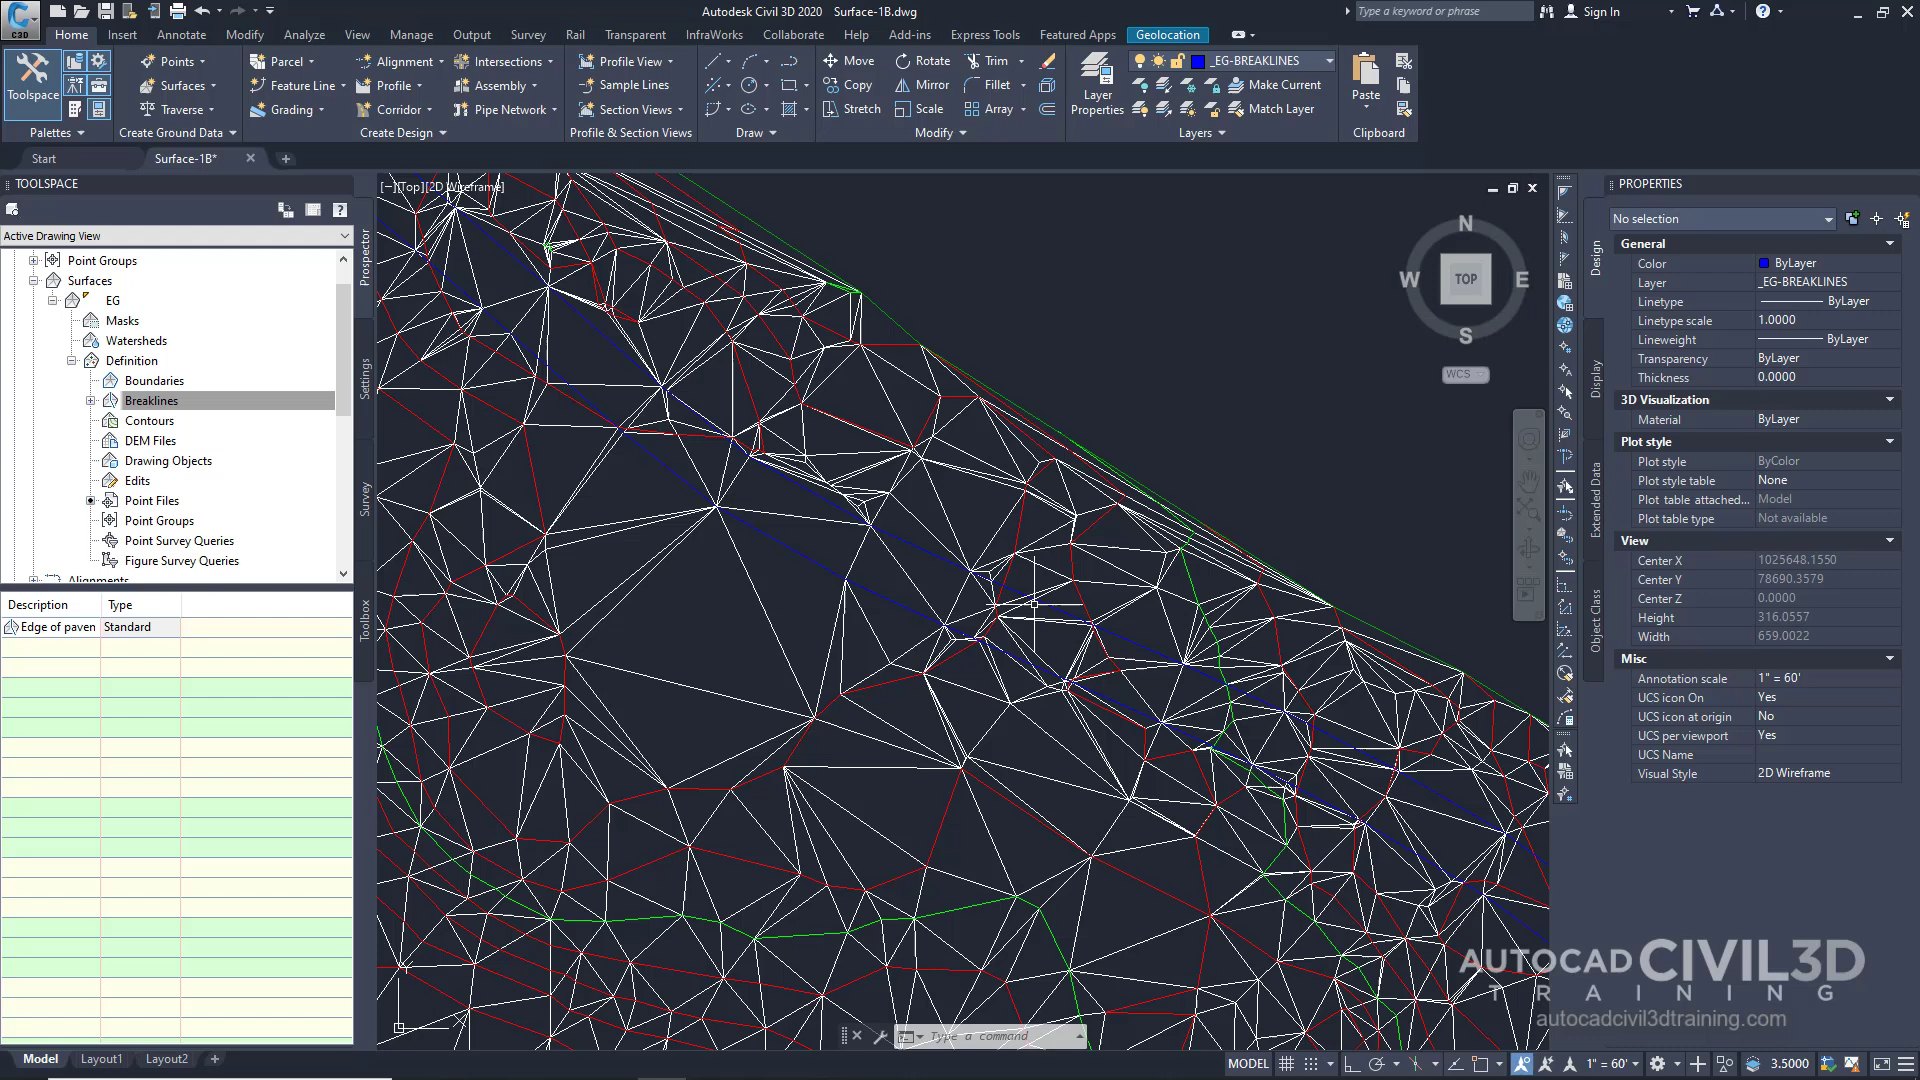 Autodesk Civil 3D 2020 Surface-1B.dwg
Type a keyword or phrase
Sign In
C3D
Home Insert Annotate Modify Analyze View Manage Output Survey Rail Transparent InfraWorks Collaborate Help Add-ins Express Tools Featured Apps Geolocation
Toolspace
Points
Surfaces
Traverse
Parcel
Feature Line
Grading
Alignment
Profile
Corridor
Intersections
Assembly
Pipe Network
Profile View
Sample Lines
Section Views
Move
Copy
Stretch
Rotate
Mirror
Scale
Trim
Fillet
Array
Layer
Properties
_EG-BREAKLINES
Make Current
Match Layer
Paste
Palettes
Create Ground Data
Create Design
Profile & Section Views
Draw
Modify
Layers
Clipboard
Start
Surface-1B*
TOOLSPACE
Active Drawing View
Point Groups
Surfaces
EG
Masks
Watersheds
Definition
Boundaries
Breaklines
Contours
DEM Files
Drawing Objects
Edits
Point Files
Point Groups
Point Survey Queries
Figure Survey Queries
Alignments
Description Type
Edge of paven Standard
Prospector
Settings
Survey
Toolbox
[−][Top][2D Wireframe]
N
W TOP E
S
WCS
Type a command
PROPERTIES
No selection
Design
Display
Extended Data
Object Class
General
Color ByLayer
Layer _EG-BREAKLINES
Linetype ByLayer
Linetype scale 1.0000
Lineweight ByLayer
Transparency ByLayer
Thickness 0.0000
3D Visualization
Material ByLayer
Plot style
Plot style ByColor
Plot style table None
Plot table attached... Model
Plot table type Not available
View
Center X 1025648.1550
Center Y 78690.3579
Center Z 0.0000
Height 316.0557
Width 659.0022
Misc
Annotation scale 1" = 60'
UCS icon On Yes
UCS icon at origin No
UCS per viewport Yes
UCS Name
Visual Style 2D Wireframe
AUTOCAD CIVIL3D
TRAINING
autocadcivil3dtraining.com
Model Layout1 Layout2
MODEL
1" = 60'
3.5000